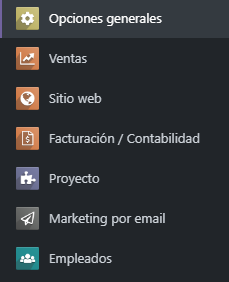 Opciones generales
Ventas
Sitio web
Facturación / Contabilidad
Proyecto
Marketing por email
Empleados